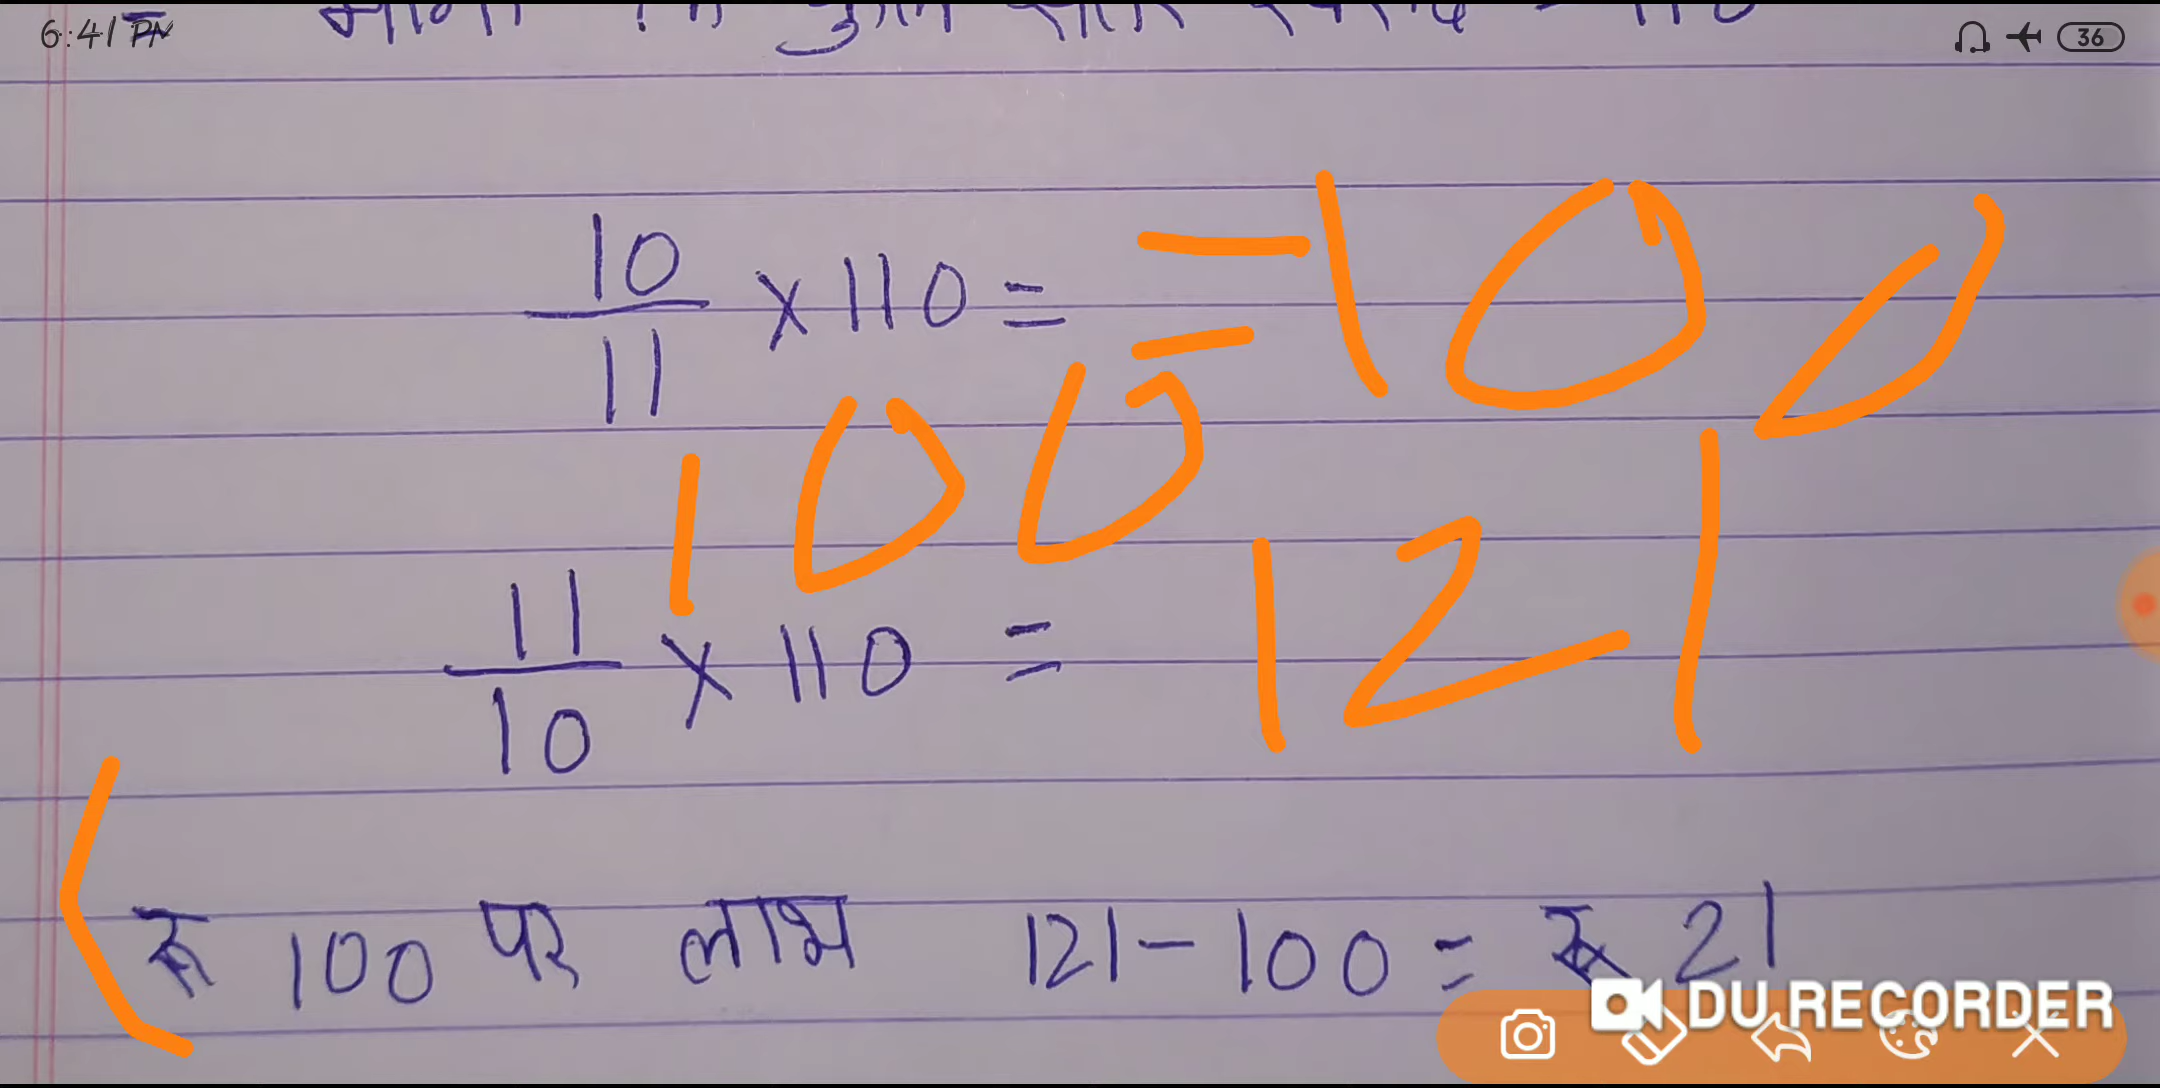 6:41 PM 36
10/11 × 110 = = 100
100
11/10 × 110 = 121
रू 100 पर लाभ 121 - 100 = रू 21
DU RECORDER